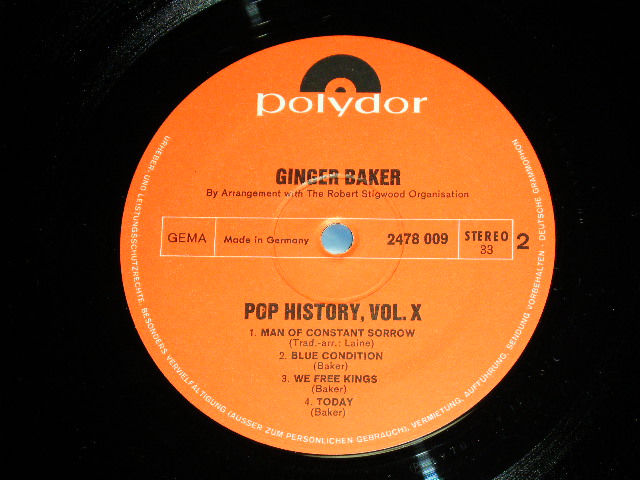 polydor
GINGER BAKER
By Arrangement with The Robert Stigwood Organisation
GEMA
Made in Germany
2478 009
STEREO
33
2
POP HISTORY, VOL. X
1. MAN OF CONSTANT SORROW
(Trad.-arr.: Laine)
2. BLUE CONDITION
(Baker)
3. WE FREE KINGS
(Baker)
4. TODAY
(Baker)
URHEBER- UND LEISTUNGSSCHUTZRECHTE, BESONDERS VERVIELFÄLTIGUNG (AUSSER ZUM PERSÖNLICHEN GEBRAUCH), VERMIETUNG, AUFFÜHRUNG, SENDUNG VORBEHALTEN · DEUTSCHE GRAMMOPHON